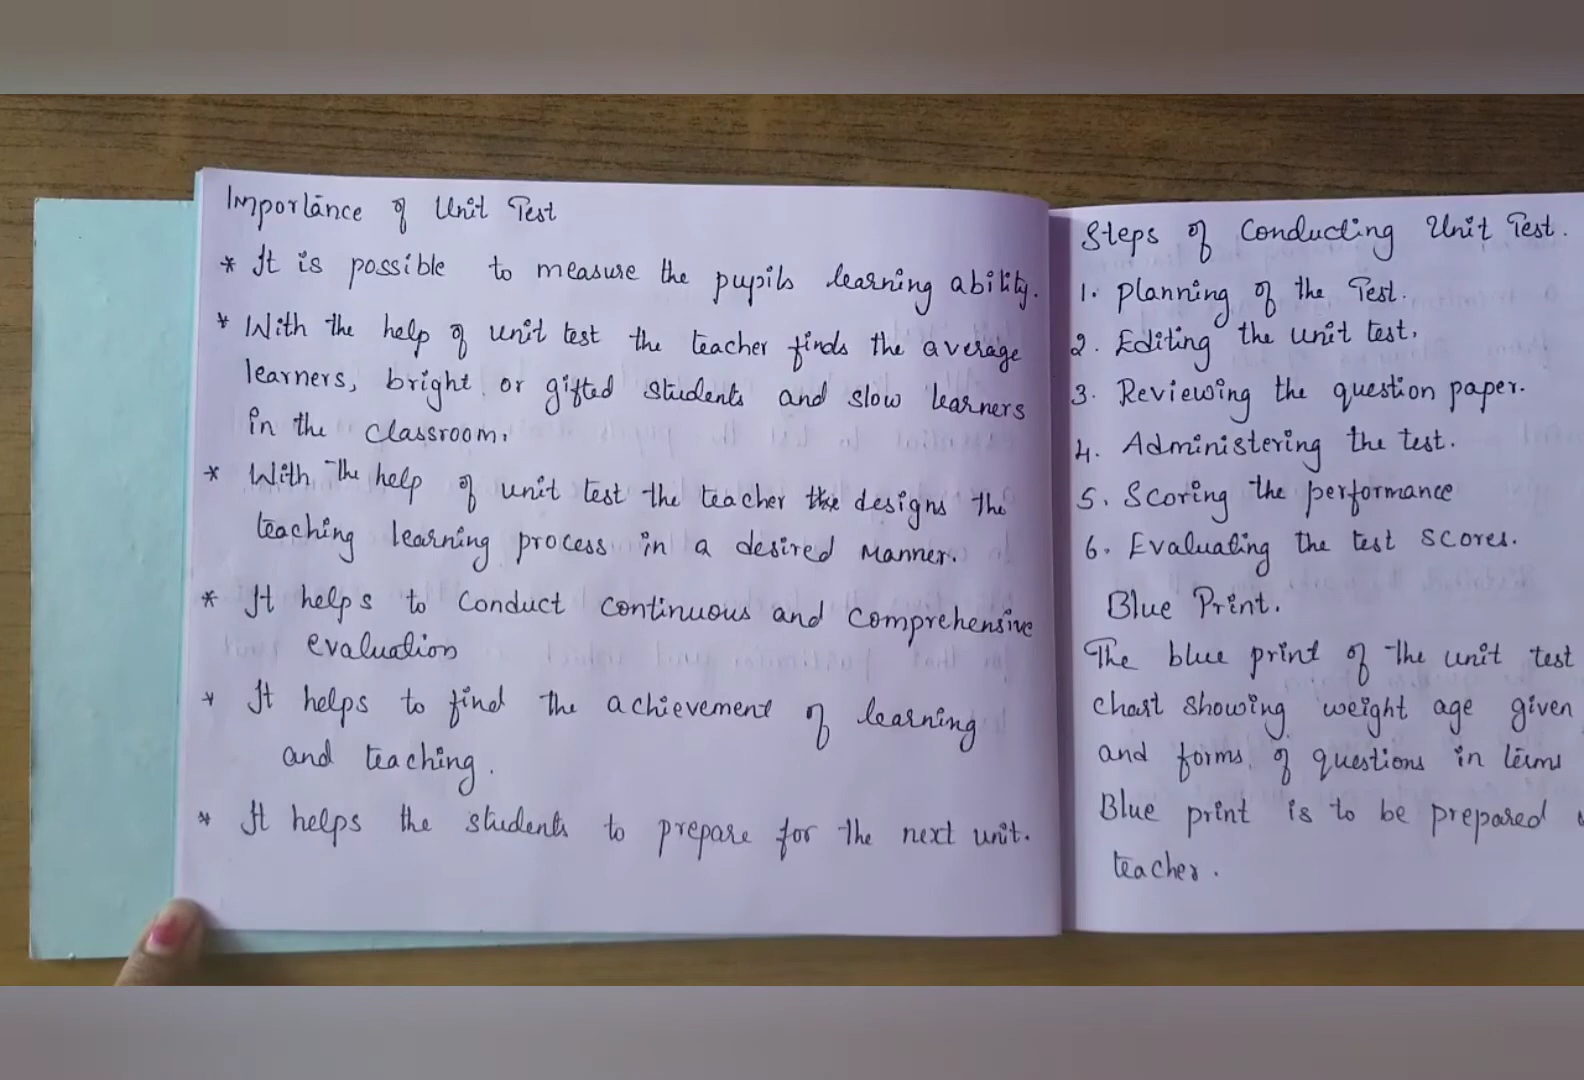 Importance of Unit Test
* It is possible to measure the pupils learning ability.
* With the help of unit test the teacher finds the average
learners, bright or gifted students and slow learners
in the classroom.
* With the help of unit test the teacher the designs the
teaching learning process in a desired manner.
* It helps to conduct continuous and comprehensive
evaluation
* It helps to find the achievement of learning
and teaching.
* It helps the students to prepare for the next unit.
Steps of Conducting Unit Test.
1. Planning of the Test.
2. Editing the unit test.
3. Reviewing the question paper.
4. Administering the test.
5. Scoring the performance
6. Evaluating the test scores.
Blue Print.
The blue print of the unit test
chart showing weight age given
and forms of questions in terms
Blue print is to be prepared
teacher.